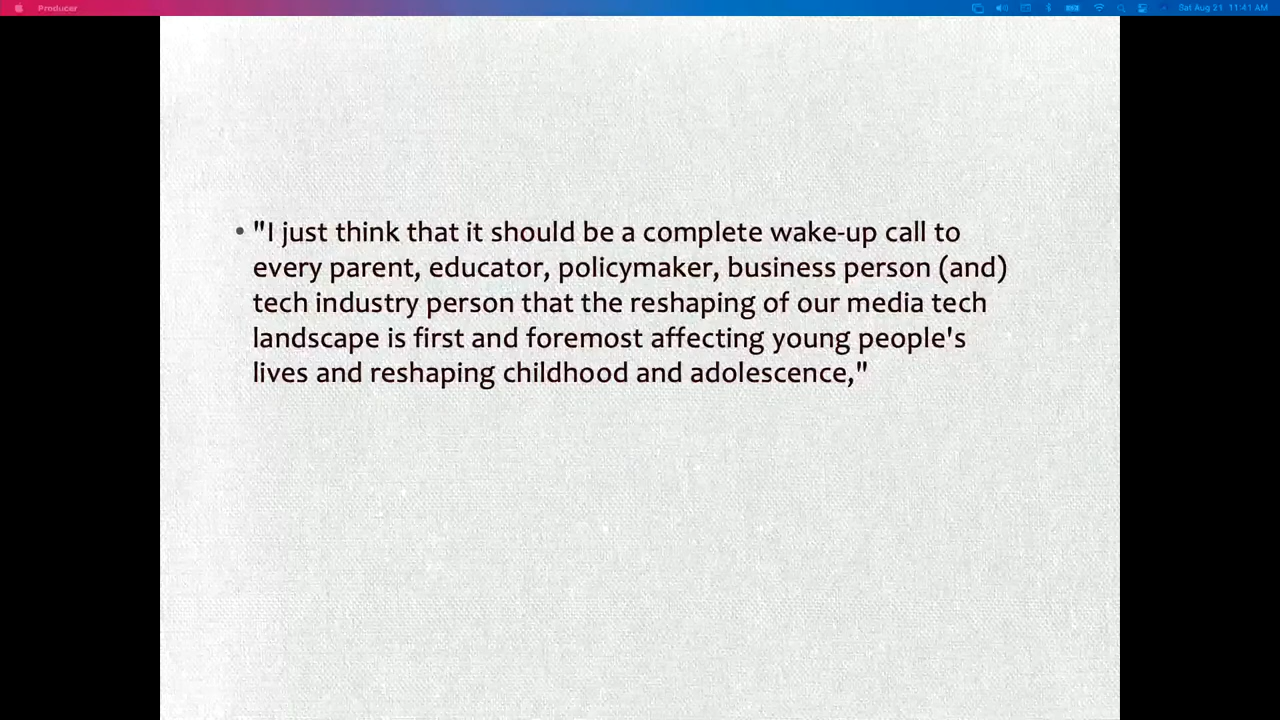 Producer
Sat Aug 21 11:41 AM
• "I just think that it should be a complete wake-up call to
every parent, educator, policymaker, business person (and)
tech industry person that the reshaping of our media tech
landscape is first and foremost affecting young people's
lives and reshaping childhood and adolescence,"